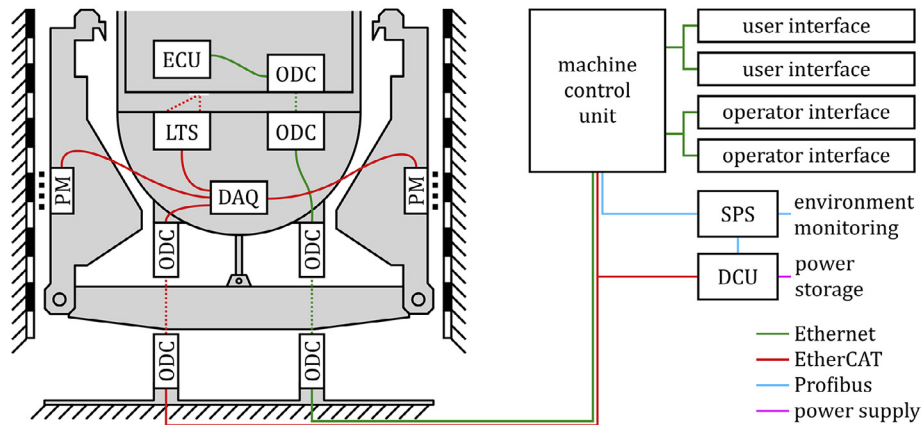 ECU
ODC
LTS
ODC
PM
DAQ
PM
ODC
ODC
ODC
ODC
machine
control
unit
user interface
user interface
operator interface
operator interface
SPS
environment
monitoring
DCU
power
storage
Ethernet
EtherCAT
Profibus
power supply